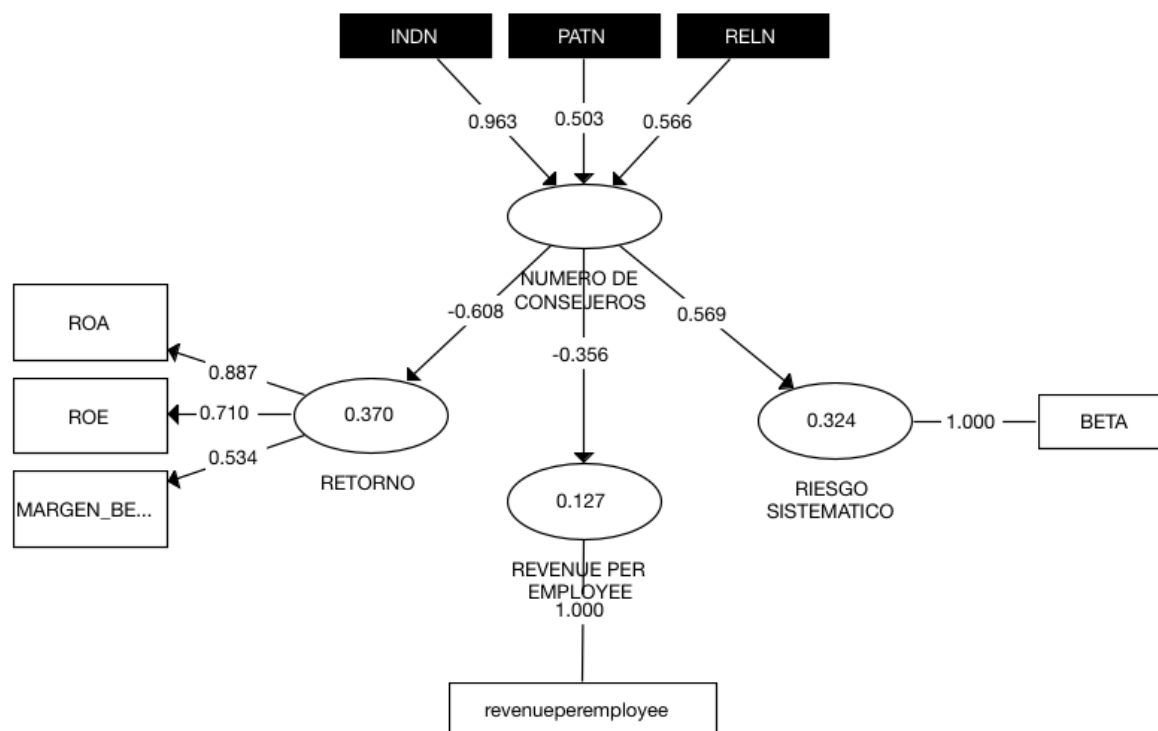 INDN
PATN
RELN
0.963
0.503
0.566
NUMERO DE
CONSEJEROS
-0.608
-0.356
0.569
ROA
ROE
MARGEN_BE...
0.887
0.710
0.534
0.370
RETORNO
0.127
REVENUE PER
EMPLOYEE
1.000
revenueperemployee
0.324
RIESGO
SISTEMATICO
1.000
BETA